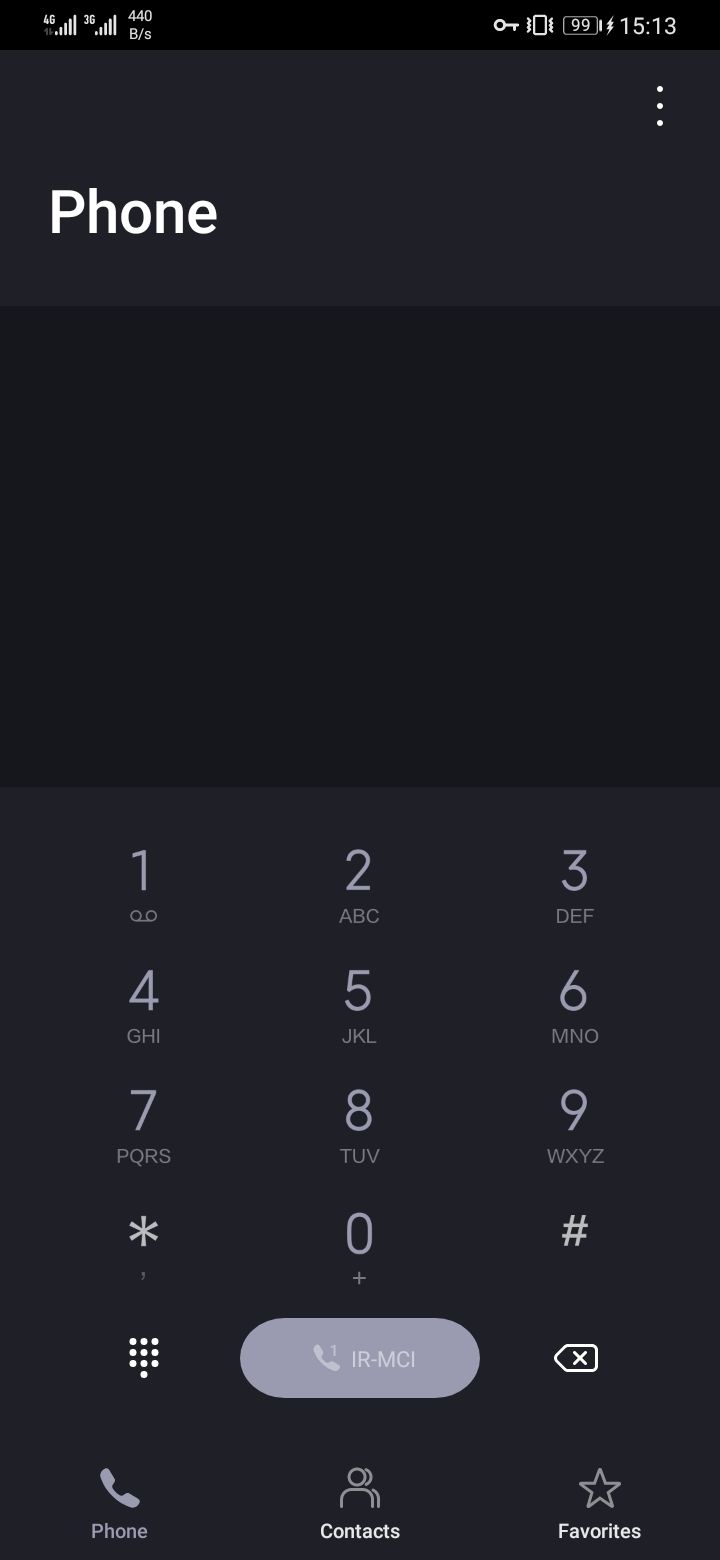 4G 3G 440 B/s 99 15:13
Phone
1 2 3
ABC DEF
4 5 6
GHI JKL MNO
7 8 9
PQRS TUV WXYZ
* 0 #
, +
1 IR-MCI
Phone Contacts Favorites